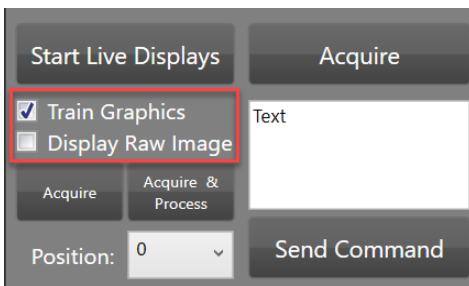 Start Live Displays
Acquire
Train Graphics
Display Raw Image
Text
Acquire
Acquire &
Process
Position:
0
Send Command